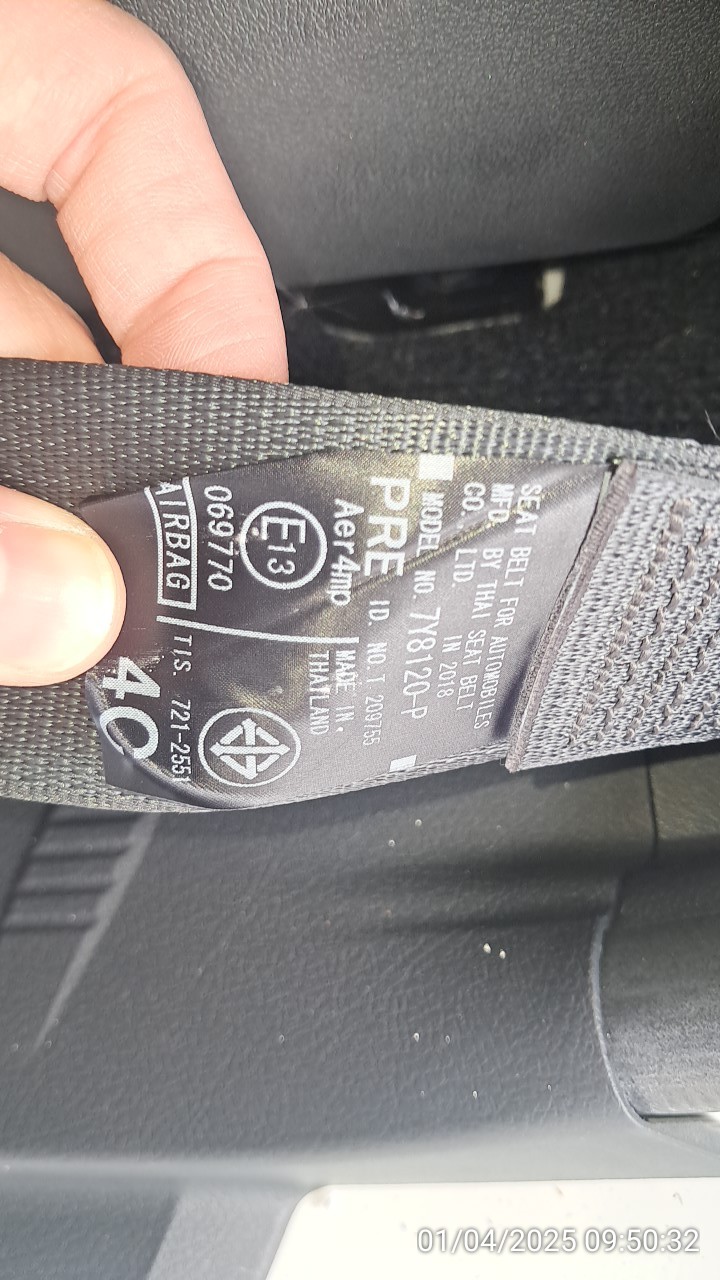 SEAT BELT FOR AUTOMOBILES
MFD. BY THAI SEAT BELT
CO., LTD. IN 2018
MODEL NO. 7Y8120-P
PRE ID. NO.T 209755
Aer4mp
MADE IN
THAILAND
E13
069770
AIRBAG
T.I.S. 721-2551
4C
01/04/2025 09:50:32